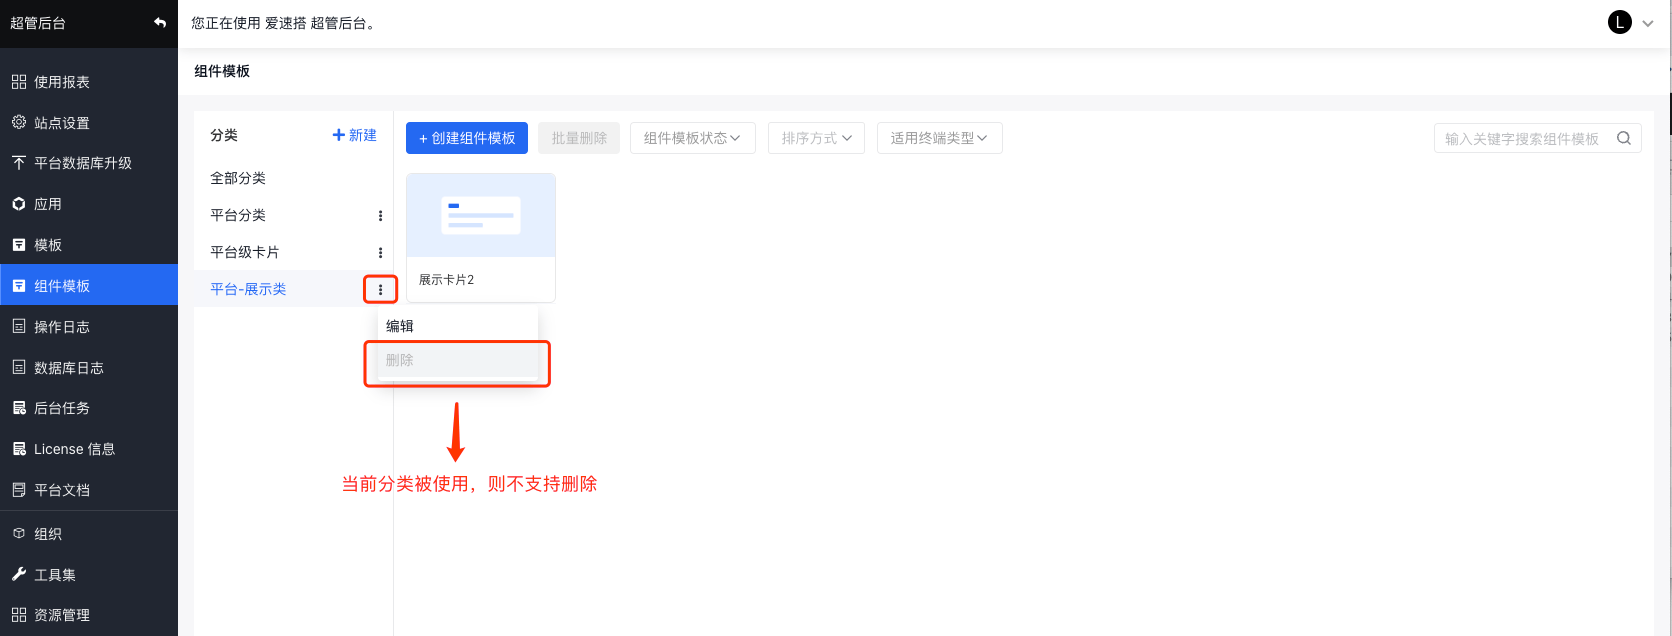 超管后台
您正在使用 爱速搭 超管后台。
L
组件模板
使用报表
站点设置
平台数据库升级
应用
模板
组件模板
操作日志
数据库日志
后台任务
License 信息
平台文档
组织
工具集
资源管理
分类
新建
全部分类
平台分类
平台级卡片
平台-展示类
+ 创建组件模板
批量删除
组件模板状态
排序方式
适用终端类型
输入关键字搜索组件模板
展示卡片2
编辑
删除
当前分类被使用，则不支持删除